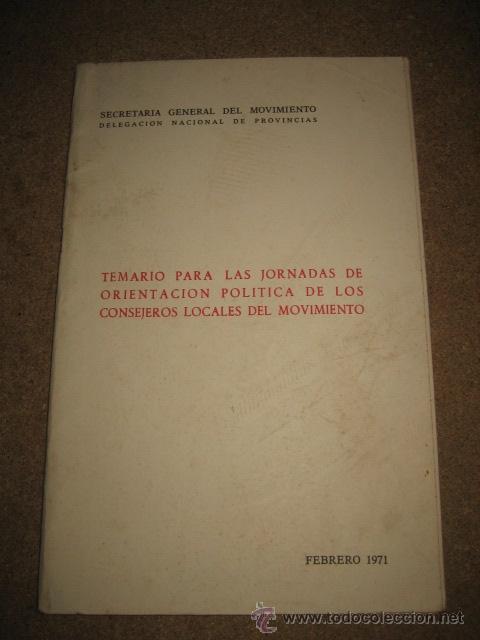 SECRETARIA GENERAL DEL MOVIMIENTO
DELEGACION NACIONAL DE PROVINCIAS
TEMARIO PARA LAS JORNADAS DE
ORIENTACION POLITICA DE LOS
CONSEJEROS LOCALES DEL MOVIMIENTO
FEBRERO 1971
www.todocoleccion.net